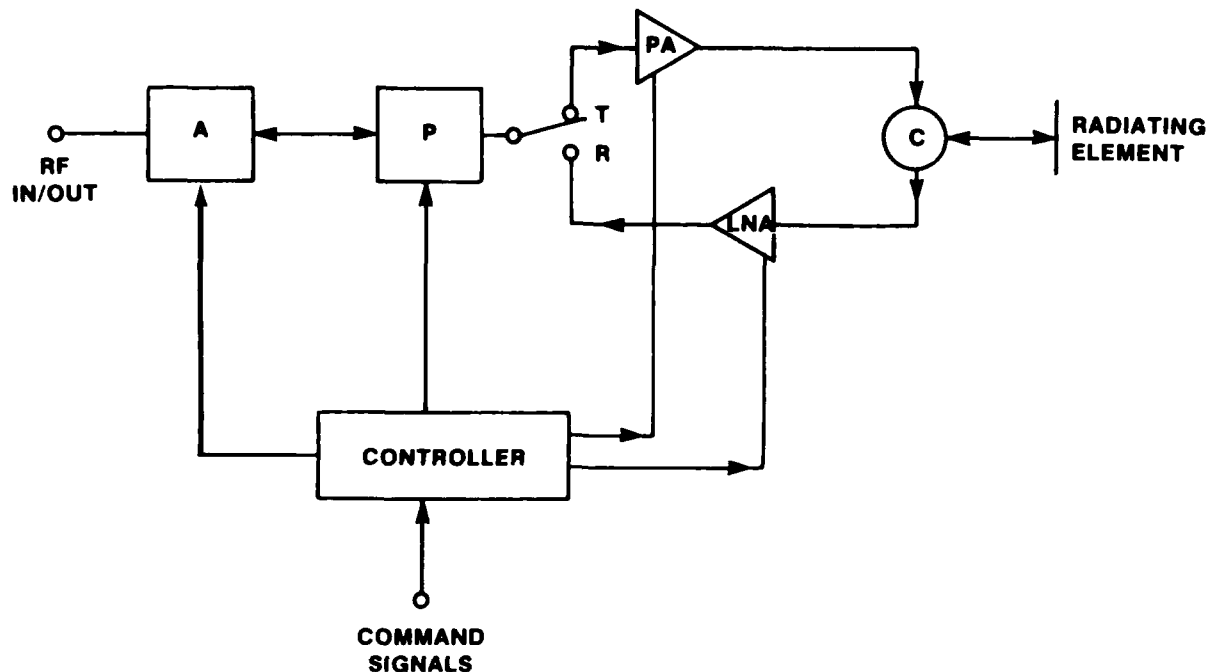 PA
A
P
T
R
C
RF
IN/OUT
RADIATING
ELEMENT
LNA
CONTROLLER
COMMAND
SIGNALS